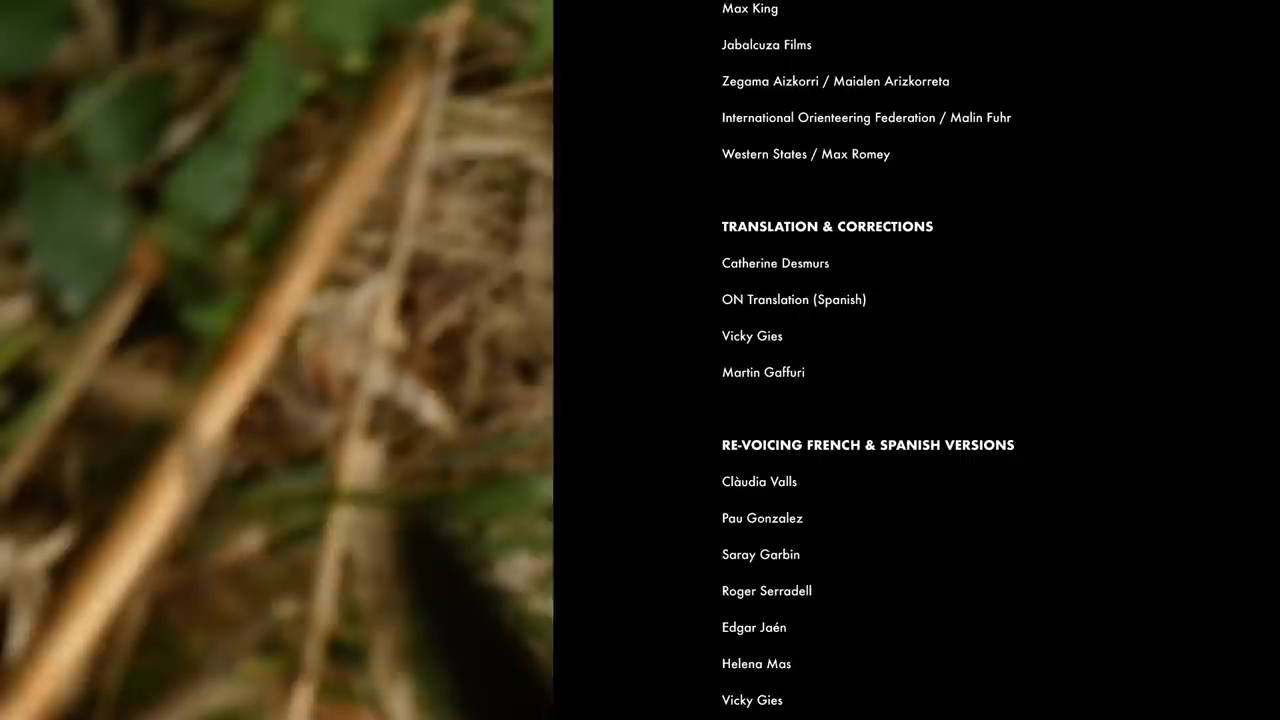 Max King
Jabalcuza Films
Zegama Aizkorri / Maialen Arizkorreta
International Orienteering Federation / Malin Fuhr
Western States / Max Romey
TRANSLATION & CORRECTIONS
Catherine Desmurs
ON Translation (Spanish)
Vicky Gies
Martin Gaffuri
RE-VOICING FRENCH & SPANISH VERSIONS
Clàudia Valls
Pau Gonzalez
Saray Garbin
Roger Serradell
Edgar Jaén
Helena Mas
Vicky Gies